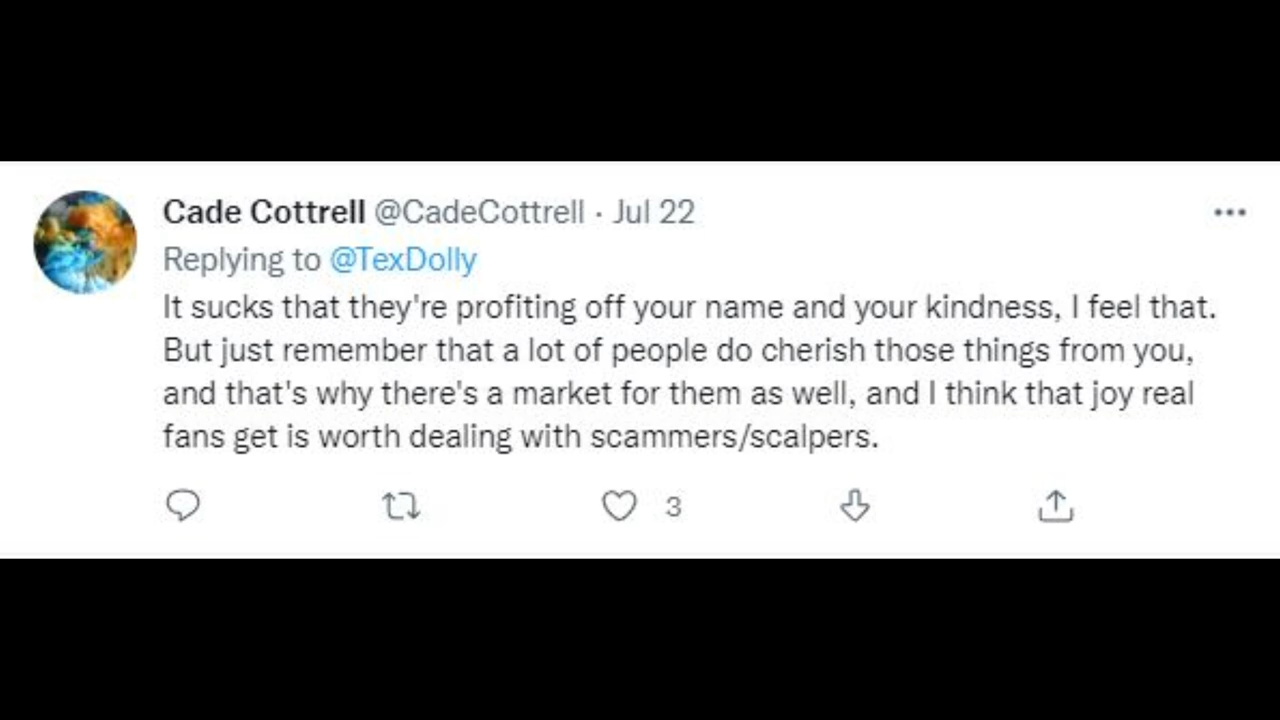 Cade Cottrell @CadeCottrell · Jul 22
Replying to @TexDolly
It sucks that they're profiting off your name and your kindness, I feel that.
But just remember that a lot of people do cherish those things from you,
and that's why there's a market for them as well, and I think that joy real
fans get is worth dealing with scammers/scalpers.
3